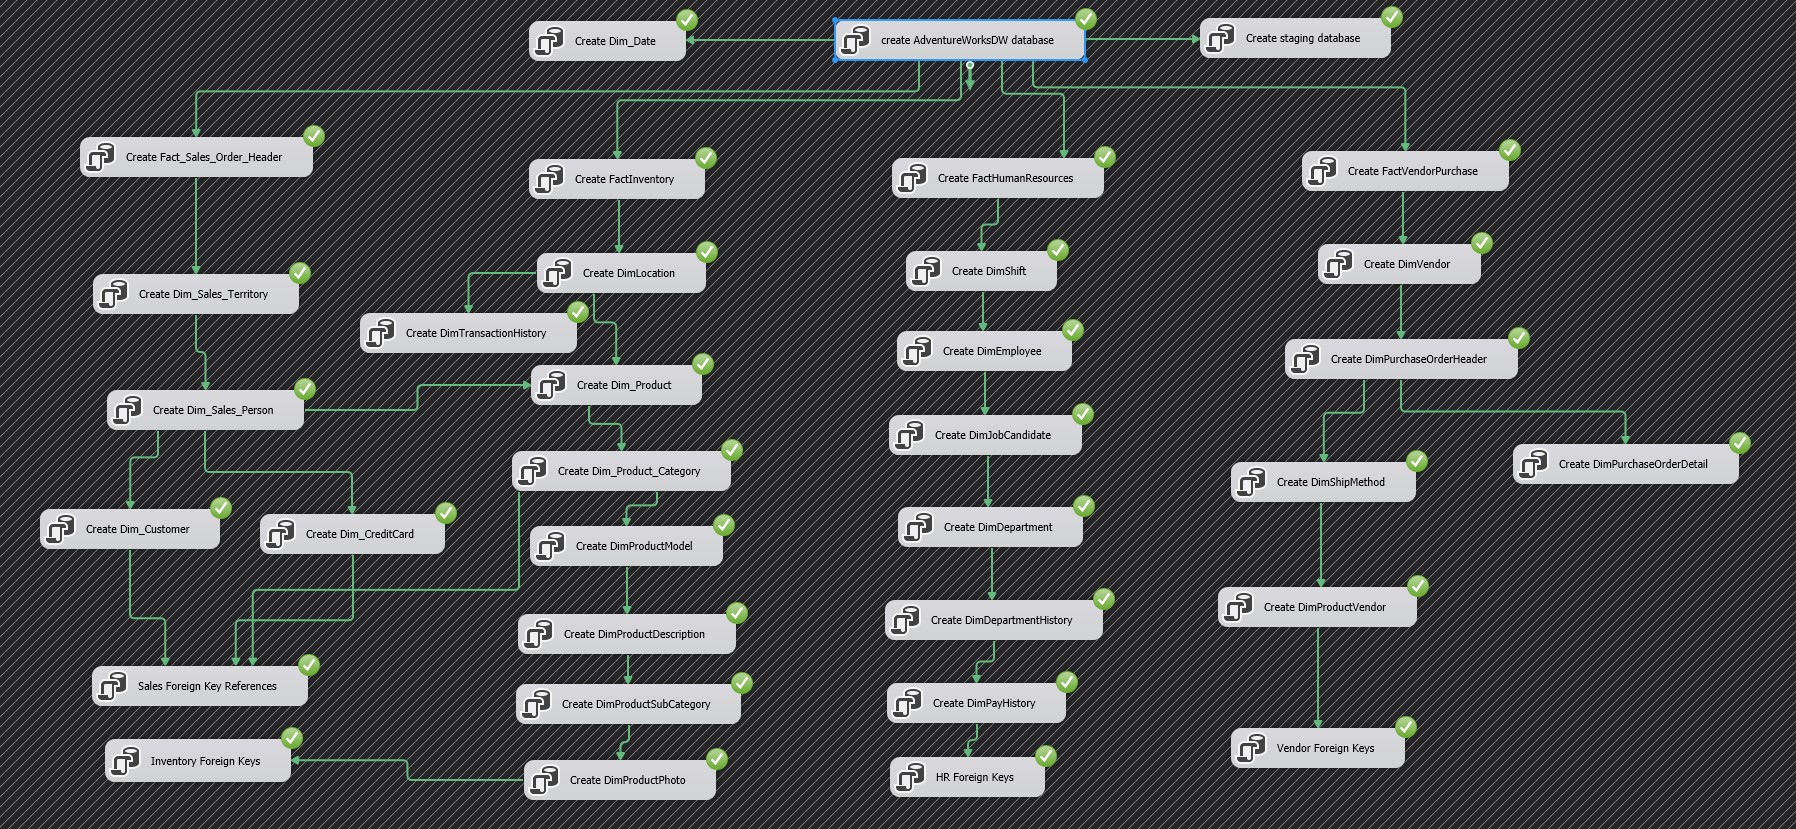 Create Dim_Date
create AdventureWorksDW database
Create staging database
Create Fact_Sales_Order_Header
Create FactInventory
Create FactHumanResources
Create FactVendorPurchase
Create Dim_Sales_Territory
Create DimLocation
Create DimShift
Create DimVendor
Create DimTransactionHistory
Create DimEmployee
Create DimPurchaseOrderHeader
Create Dim_Sales_Person
Create Dim_Product
Create DimJobCandidate
Create Dim_Product_Category
Create DimShipMethod
Create DimPurchaseOrderDetail
Create Dim_Customer
Create Dim_CreditCard
Create DimProductModel
Create DimDepartment
Create DimProductDescription
Create DimDepartmentHistory
Create DimProductVendor
Sales Foreign Key References
Create DimProductSubCategory
Create DimPayHistory
Inventory Foreign Keys
Create DimProductPhoto
HR Foreign Keys
Vendor Foreign Keys